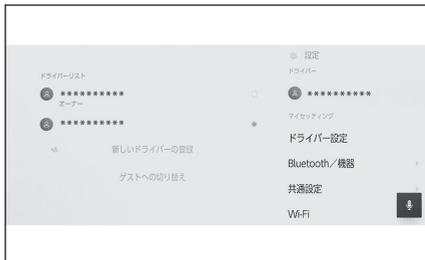 ドライバーリスト
**********
オーナー
**********
新しいドライバーの登録
ゲストへの切り替え
設定
ドライバー
**********
マイセッティング
ドライバー設定
Bluetooth／機器
共通設定
Wi-Fi